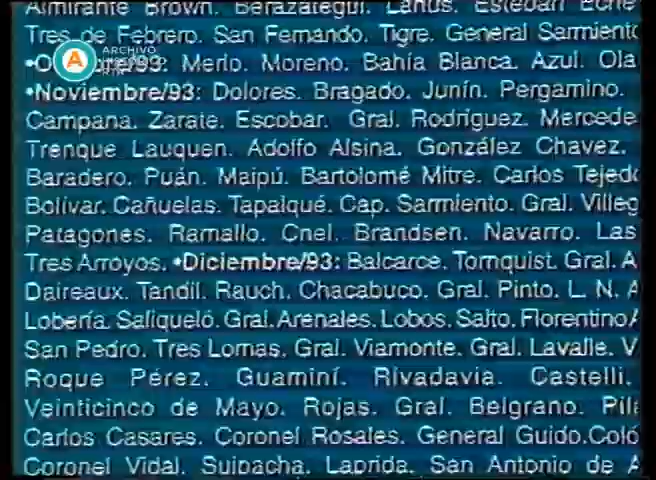 Almirante Brown. Berazategui. Lanús. Esteban Eche
Tres de Febrero. San Fernando. Tigre. General Sarmiento
ARCHIVO
Merlo. Moreno. Bahía Blanca. Azul. Ola
•Noviembre/93: Dolores. Bragado. Junín. Pergamino.
Campana. Zarate. Escobar. Gral. Rodríguez. Mercede
Trenque Lauquen. Adolfo Alsina. González Chavez.
Baradero. Puán. Maipú. Bartolomé Mitre. Carlos Tejedo
Bolívar. Cañuelas. Tapalqué. Cap. Sarmiento. Gral. Villeg
Patagones. Ramallo. Cnel. Brandsen. Navarro. Las
Tres Arroyos. •Diciembre/93: Balcarce. Tornquist. Gral. A
Daireaux. Tandil. Rauch. Chacabuco. Gral. Pinto. L. N. A
Lobería. Saliqueló. Gral. Arenales. Lobos. Salto. Florentino A
San Pedro. Tres Lomas. Gral. Viamonte. Gral. Lavalle. V
Roque Pérez. Guaminí. Rivadavia. Castelli.
Veinticinco de Mayo. Rojas. Gral. Belgrano. Pila
Carlos Casares. Coronel Rosales. General Guido.Coló
Coronel Vidal. Suipacha. Laprida. San Antonio de A